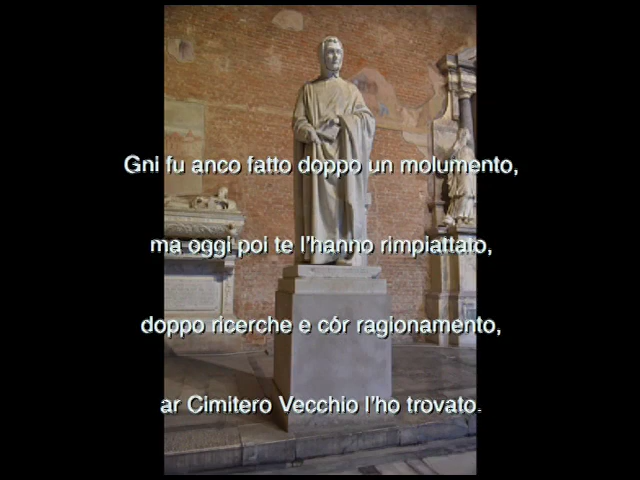 Gni fu anco fatto doppo un molumento,
ma oggi poi te l'hanno rimpiattato,
doppo ricerche e cór ragionamento,
ar Cimitero Vecchio l'ho trovato.